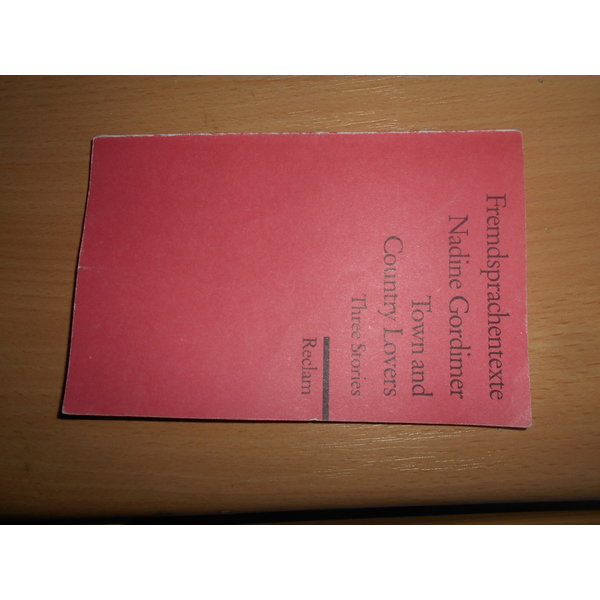 Fremdsprachentexte
Nadine Gordimer
Town and
Country Lovers
Three Stories
Reclam